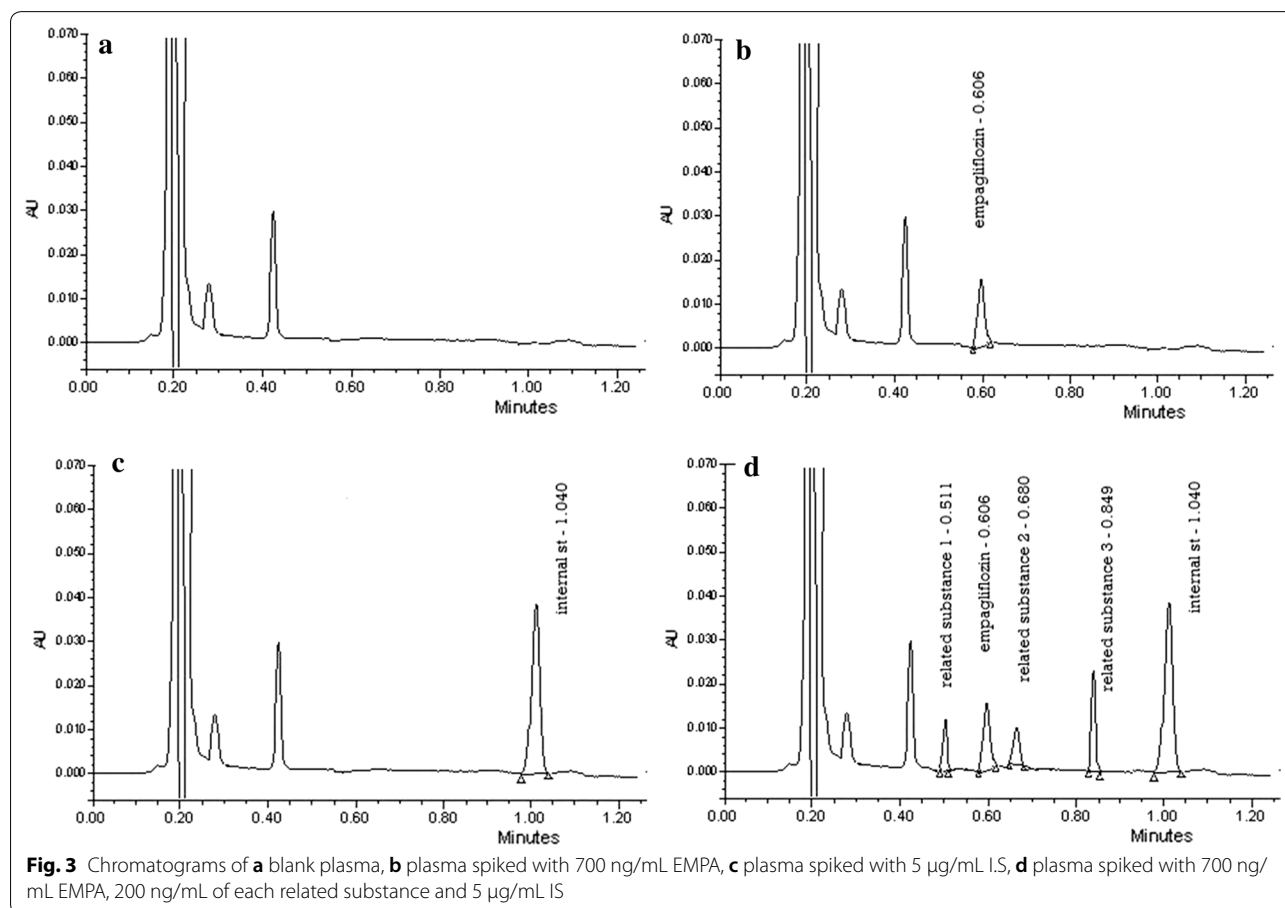 a
0.070
0.060
0.050
0.040
0.030
0.020
0.010
0.000
AU
0.00 0.20 0.40 0.60 0.80 1.00 1.20
Minutes
b
0.070
0.060
0.050
0.040
0.030
0.020
0.010
0.000
AU
empagliflozin - 0.606
0.00 0.20 0.40 0.60 0.80 1.00 1.20
Minutes
c
0.070
0.060
0.050
0.040
0.030
0.020
0.010
0.000
AU
internal st - 1.040
0.00 0.20 0.40 0.60 0.80 1.00 1.20
Minutes
d
0.070
0.060
0.050
0.040
0.030
0.020
0.010
0.000
AU
related substance 1 - 0.511
empagliflozin - 0.606
related substance 2 - 0.680
related substance 3 - 0.849
internal st - 1.040
0.00 0.20 0.40 0.60 0.80 1.00 1.20
Minutes
Fig. 3 Chromatograms of a blank plasma, b plasma spiked with 700 ng/mL EMPA, c plasma spiked with 5 µg/mL I.S, d plasma spiked with 700 ng/
mL EMPA, 200 ng/mL of each related substance and 5 µg/mL IS